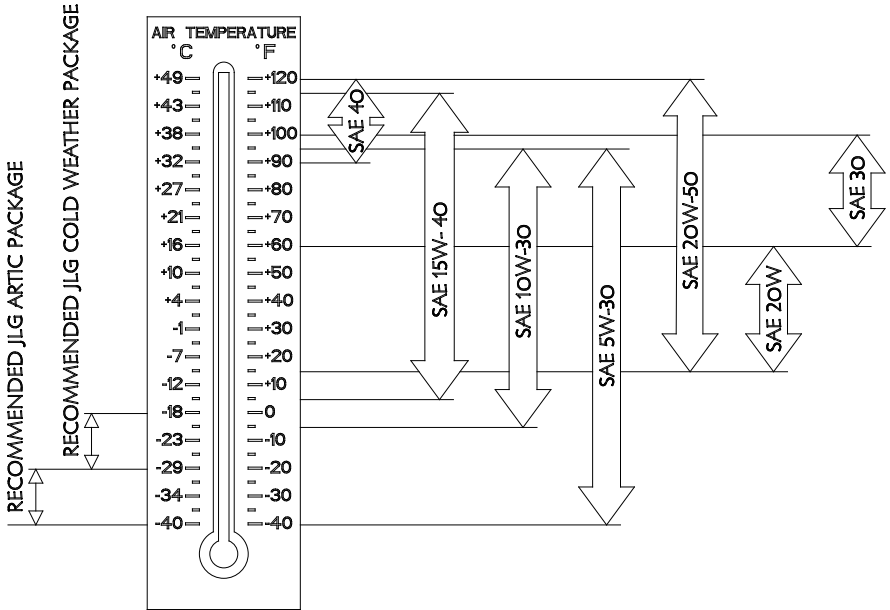 AIR TEMPERATURE
°C °F
+49 +120
+43 +110
+38 +100
+32 +90
+27 +80
+21 +70
+16 +60
+10 +50
+4 +40
-1 +30
-7 +20
-12 +10
-18 0
-23 -10
-29 -20
-34 -30
-40 -40
RECOMMENDED JLG ARTIC PACKAGE
RECOMMENDED JLG COLD WEATHER PACKAGE
SAE 40
SAE 15W- 40
SAE 10W-30
SAE 5W-30
SAE 20W-50
SAE 20W
SAE 30